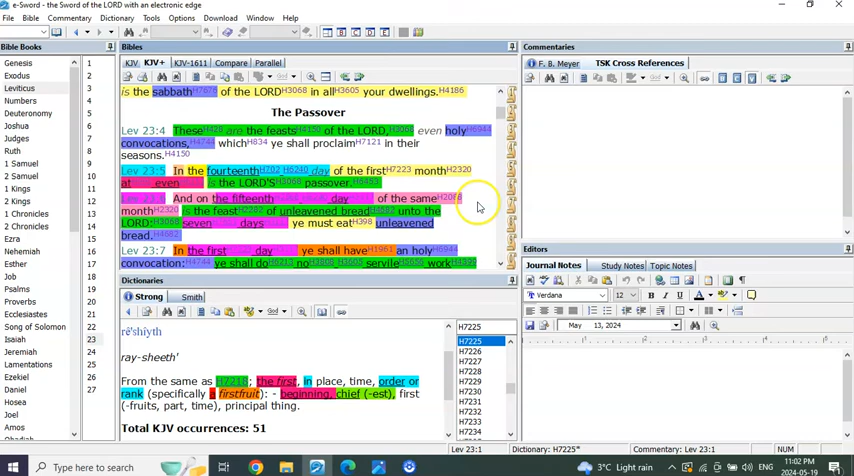 e-Sword - the Sword of the LORD with an electronic edge
File Bible Commentary Dictionary Tools Options Download Window Help
B C D E
Bible Books
Genesis
Exodus
Leviticus
Numbers
Deuteronomy
Joshua
Judges
Ruth
1 Samuel
2 Samuel
1 Kings
2 Kings
1 Chronicles
2 Chronicles
Ezra
Nehemiah
Esther
Job
Psalms
Proverbs
Ecclesiastes
Song of Solomon
Isaiah
Jeremiah
Lamentations
Ezekiel
Daniel
Hosea
Joel
Amos
1
2
3
4
5
6
7
8
9
10
11
12
13
14
15
16
17
18
19
20
21
22
23
24
25
26
27
Bibles
KJV KJV+ KJV-1611 Compare Parallel
is the sabbath H7676 of the LORD H3068 in all H3605 your dwellings. H4186
The Passover
Lev 23:4 These H428 are the feasts H4150 of the LORD, H3068 even holy H6944
convocations, H4744 which H834 ye shall proclaim H7121 in their
seasons. H4150
Lev 23:5 In the fourteenth H702 H6240 day of the first H7223 month H2320
at even is the LORD'S H3068 passover. H6453
And on the fifteenth day of the same H2088
month H2320 is the feast H2282 of unleavened bread H4682 unto the
LORD: H3068 seven days ye must eat H398 unleavened
bread. H4682
Lev 23:7 In the first day ye shall have H1961 an holy H6944
convocation: H4744 ye shall do no servile work
Dictionaries
Strong Smith
God
rê'shı̂yth
ray-sheeth'
From the same as H7218; the first, in place, time, order or
rank (specifically a firstfruit): - beginning, chief (-est), first
(-fruits, part, time), principal thing.
Total KJV occurrences: 51
H7225
H7225
H7226
H7227
H7228
H7229
H7230
H7231
H7232
H7233
H7234
Commentaries
F. B. Meyer TSK Cross References
Editors
Journal Notes Study Notes Topic Notes
Verdana 12 B I U A
May 13, 2024
Lev 23:1 Dictionary: H7225* Commentary: Lev 23:1 NUM
Type here to search
3°C Light rain
ENG
11:02 PM
2024-05-19